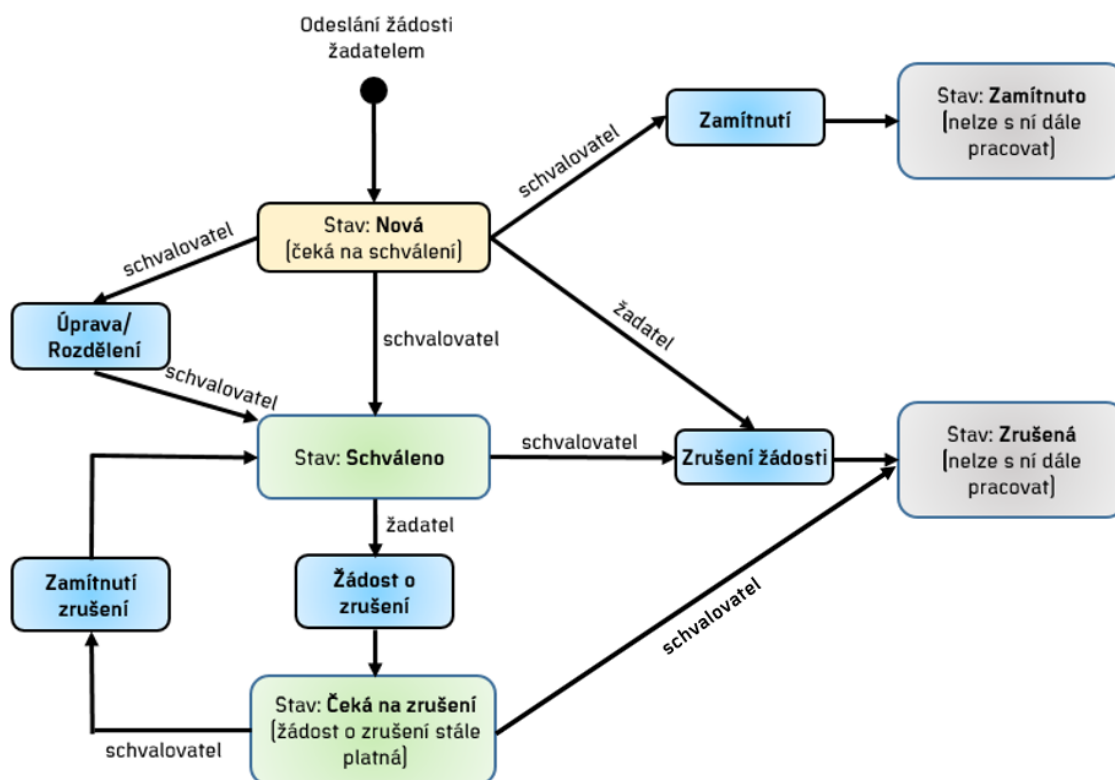 Odeslání žádosti
žadatelem
Zamítnutí
Stav: Zamítnuto
(nelze s ní dále
pracovat)
schvalovatel
Stav: Nová
(čeká na schválení)
schvalovatel
Úprava/
Rozdělení
schvalovatel
žadatel
schvalovatel
Stav: Schváleno
schvalovatel
Zrušení žádosti
Stav: Zrušená
(nelze s ní dále
pracovat)
žadatel
Zamítnutí
zrušení
Žádost o
zrušení
schvalovatel
Stav: Čeká na zrušení
(žádost o zrušení stále
platná)
schvalovatel